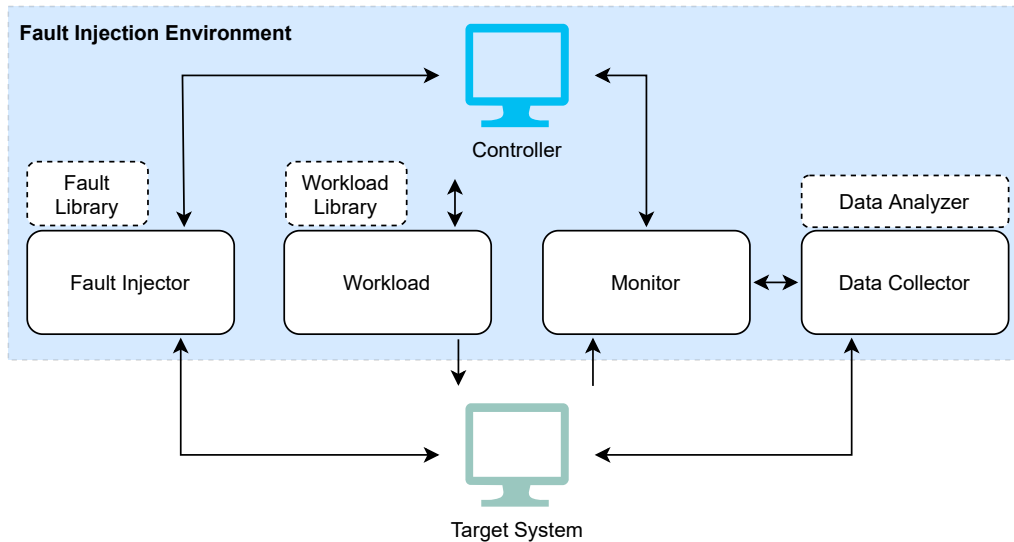 Fault Injection Environment
Controller
Fault
Library
Workload
Library
Data Analyzer
Fault Injector
Workload
Monitor
Data Collector
Target System